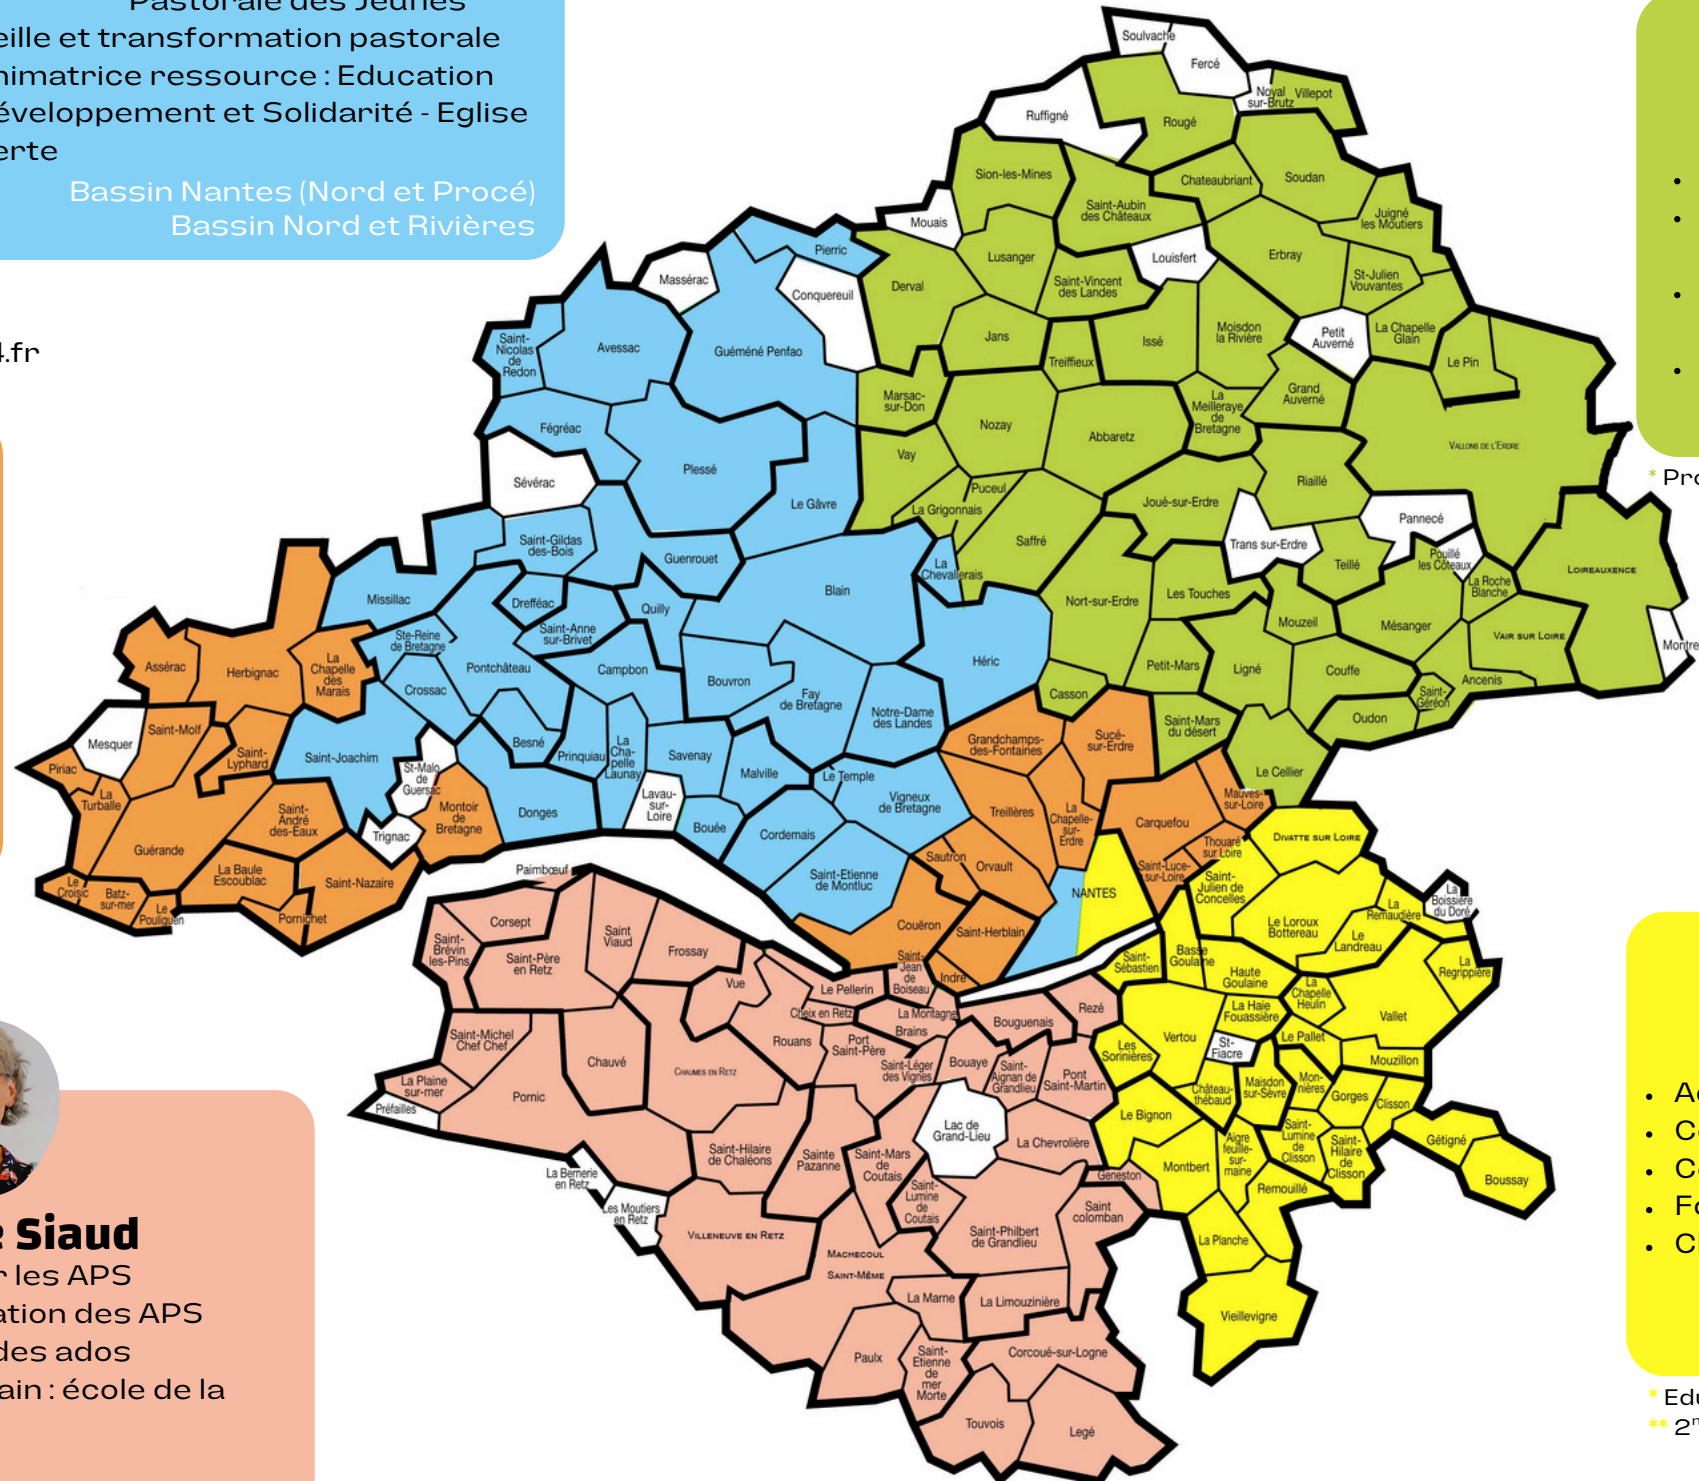 Pastorale des Jeunes
eille et transformation pastorale
nimatrice ressource : Education
éveloppement et Solidarité - Eglise
erte
Bassin Nantes (Nord et Procé)
Bassin Nord et Rivières
.fr
Siaud
r les APS
ation des APS
des ados
ain : école de la
Soulvache
Fercé
Noyal
sur-Brutz
Villepot
Ruffigné
Rougé
Sion-les-Mines
Saint-Aubin
des Châteaux
Chateaubriant
Soudan
Juigné
les Moutiers
Mouais
Lusanger
Louisfert
Erbray
Pierric
Massérac
Conquereuil
Derval
Saint-Vincent
des Landes
St-Julien
Vouvantes
Saint-
Nicolas
de
Redon
Avessac
Guéméné Penfao
Jans
Treiffieux
Issé
Moisdon
la Rivière
Petit
Auverné
La Chapelle
Glain
Le Pin
Marsac-
sur-Don
La
Meilleraye
de
Bretagne
Grand
Auverné
Fégréac
Nozay
Abbaretz
Vallons de l'Erdre
Vay
Plessé
Sévérac
Le Gâvre
Puceul
La Grigonnais
Joué-sur-Erdre
Riaillé
Pannecé
Saint-Gildas
des-Bois
Guenrouet
Saffré
Trans sur-Erdre
Teillé
Pouillé
les Côteaux
La Roche
Blanche
Loireauxence
La
Chevallerais
Missillac
Drefféac
Quilly
Blain
Nort-sur-Erdre
Les Touches
Mouzeil
Mésanger
Vair sur Loire
Montre
Ste-Reine
de Bretagne
Saint-Anne
sur-Brivet
Assérac
Herbignac
La
Chapelle
des
Marais
Pontchâteau
Campbon
Héric
Petit-Mars
Ligné
Couffe
Ancenis
Crossac
Bouvron
Fay
de Bretagne
Casson
Saint-
Géréon
Notre-Dame
des Landes
Saint-Mars
du désert
Oudon
Mesquer
Saint-Molf
Saint-
Lyphard
Saint-Joachim
Besné
Prinquiau
La
Cha-
pelle
Launay
Savenay
Malville
Le Temple
Grandchamps-
des-Fontaines
Sucé-
sur-Erdre
Le Cellier
Piriac
La
Turballe
St-Malo
de
Guersac
Montoir
de
Bretagne
Donges
Lavau-
sur-
Loire
Bouée
Vigneux
de Bretagne
Treillères
La
Chapelle-
sur-
Erdre
Carquefou
Mauves-
sur-Loire
Saint-
André
des-Eaux
Trignac
Cordemais
Divatte sur Loire
Guérande
Sautron
Orvault
Thouaré
sur Loire
Saint-Luce-
sur-Loire
La Baule
Escoublac
Saint-Nazaire
Paimbœuf
Saint-Etienne
de Montluc
NANTES
Saint-
Julien de
Concelles
Le
Croisic
Batz-
sur-mer
Le
Pouliguen
Pornichet
Couëron
Saint-Herblain
Le Loroux
Bottereau
La
Remaudière
La
Boissière
du Doré
Corsept
Saint
Viaud
Frossay
Saint-
Brévin
les-Pins
Saint-Père
en Retz
Vue
Le Pellerin
Saint-
Jean
de
Boiseau
Indre
Saint-
Sébastien
Basse
Goulaine
Haute
Goulaine
Le
Landreau
La
Regrippière
Cheix en Retz
La Montagne
Bouguenais
Rezé
La
Chapelle
Heulin
Vallet
Saint-Michel
Chef Chef
Rouans
Port
Saint-Père
Brains
La Haie
Fouassière
Le Pallet
Vertou
St-
Fiacre
Mouzillon
Chauvé
Chaumes en Retz
Saint-Léger
des Vignes
Bouaye
Saint-
Aignan de
Grandlieu
Pont
Saint-Martin
Les
Sorinières
La Plaine
sur-mer
Pornic
Préfailles
Château-
thébaud
Maisdon
sur-Sèvre
Mon-
nières
Gorges
Clisson
Le Bignon
Lac de
Grand-Lieu
La Chevrolière
Saint-Hilaire
de Chaléons
Sainte
Pazanne
Saint-Mars
de
Coutais
Aigre
feuille-
sur-
maine
Saint-
Lumine
de
Clisson
Saint-
Hilaire
de
Clisson
Gétigné
Boussay
La Bernerie
en Retz
Geneston
Montbert
Remouillé
Les Moutiers
en Retz
Saint-
Lumine
de
Coutais
Saint
colomban
Villeneuve en Retz
Saint-Philbert
de Grandlieu
La Planche
Machecoul
Saint-Même
La Marne
La Limouzinière
Vieillevigne
Paulx
Saint-
Etienne
de
mer
Morte
Corcoué-sur-Logne
Touvois
Legé
* Pro
• A
• C
• C
• F
• C
* Edu
** 2